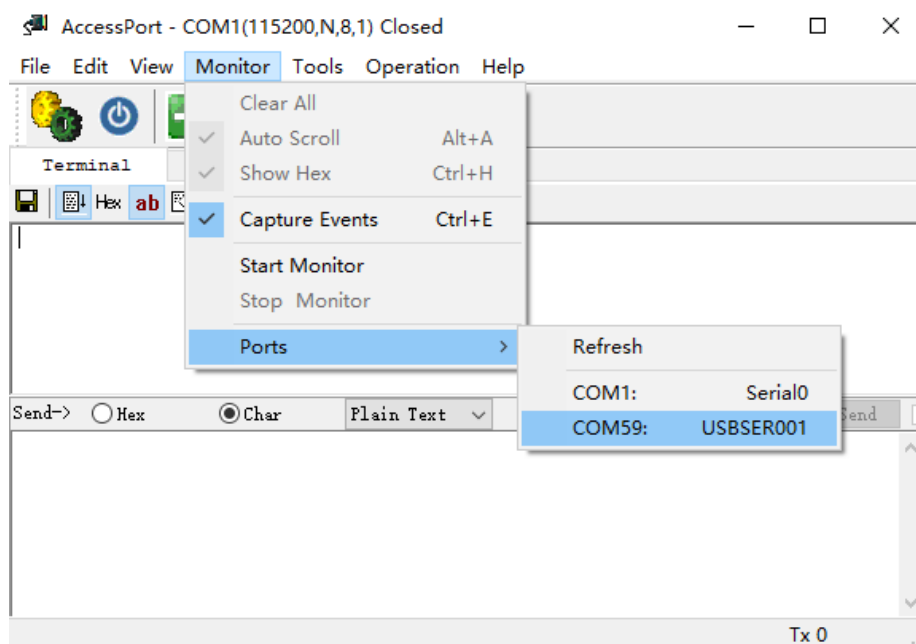 AccessPort - COM1(115200,N,8,1) Closed
File Edit View Monitor Tools Operation Help
Clear All
Auto Scroll Alt+A
Terminal
Show Hex Ctrl+H
Hex ab
Capture Events Ctrl+E
Start Monitor
Stop Monitor
Ports
Refresh
COM1: Serial0
Send-> Hex Char Plain Text Send
COM59: USBSER001
Tx 0